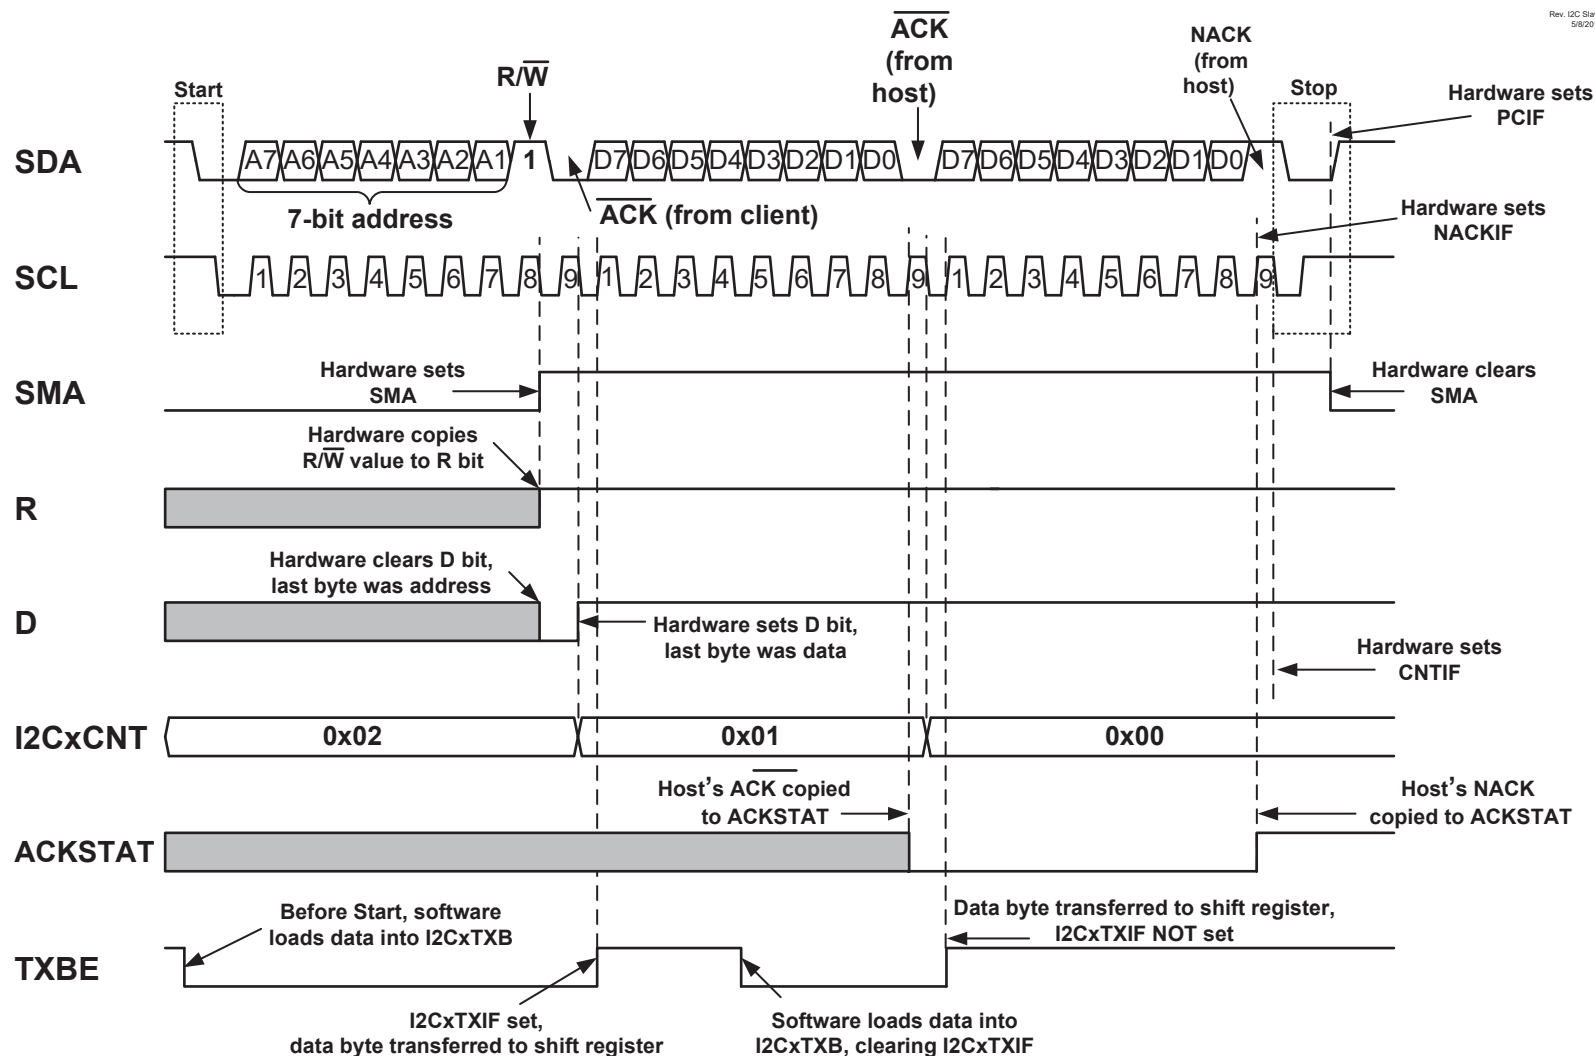 Rev. I2C
5/8/20
ACK
(from
host)
NACK
(from
host)
R/W
Start
Stop
Hardware sets
PCIF
SDA
A7 A6 A5 A4 A3 A2 A1 1 D7 D6 D5 D4 D3 D2 D1 D0 D7 D6 D5 D4 D3 D2 D1 D0
7-bit address
ACK (from client)
Hardware sets
NACKIF
SCL
1 2 3 4 5 6 7 8 9 1 2 3 4 5 6 7 8 9 1 2 3 4 5 6 7 8 9
SMA
Hardware sets
SMA
Hardware clears
SMA
Hardware copies
R/W value to R bit
R
Hardware clears D bit,
last byte was address
D
Hardware sets D bit,
last byte was data
Hardware sets
CNTIF
I2CxCNT
0x02
0x01
0x00
Host's ACK copied
to ACKSTAT
Host's NACK
copied to ACKSTAT
ACKSTAT
Before Start, software
loads data into I2CxTXB
Data byte transferred to shift register,
I2CxTXIF NOT set
TXBE
I2CxTXIF set,
data byte transferred to shift register
Software loads data into
I2CxTXB, clearing I2CxTXIF